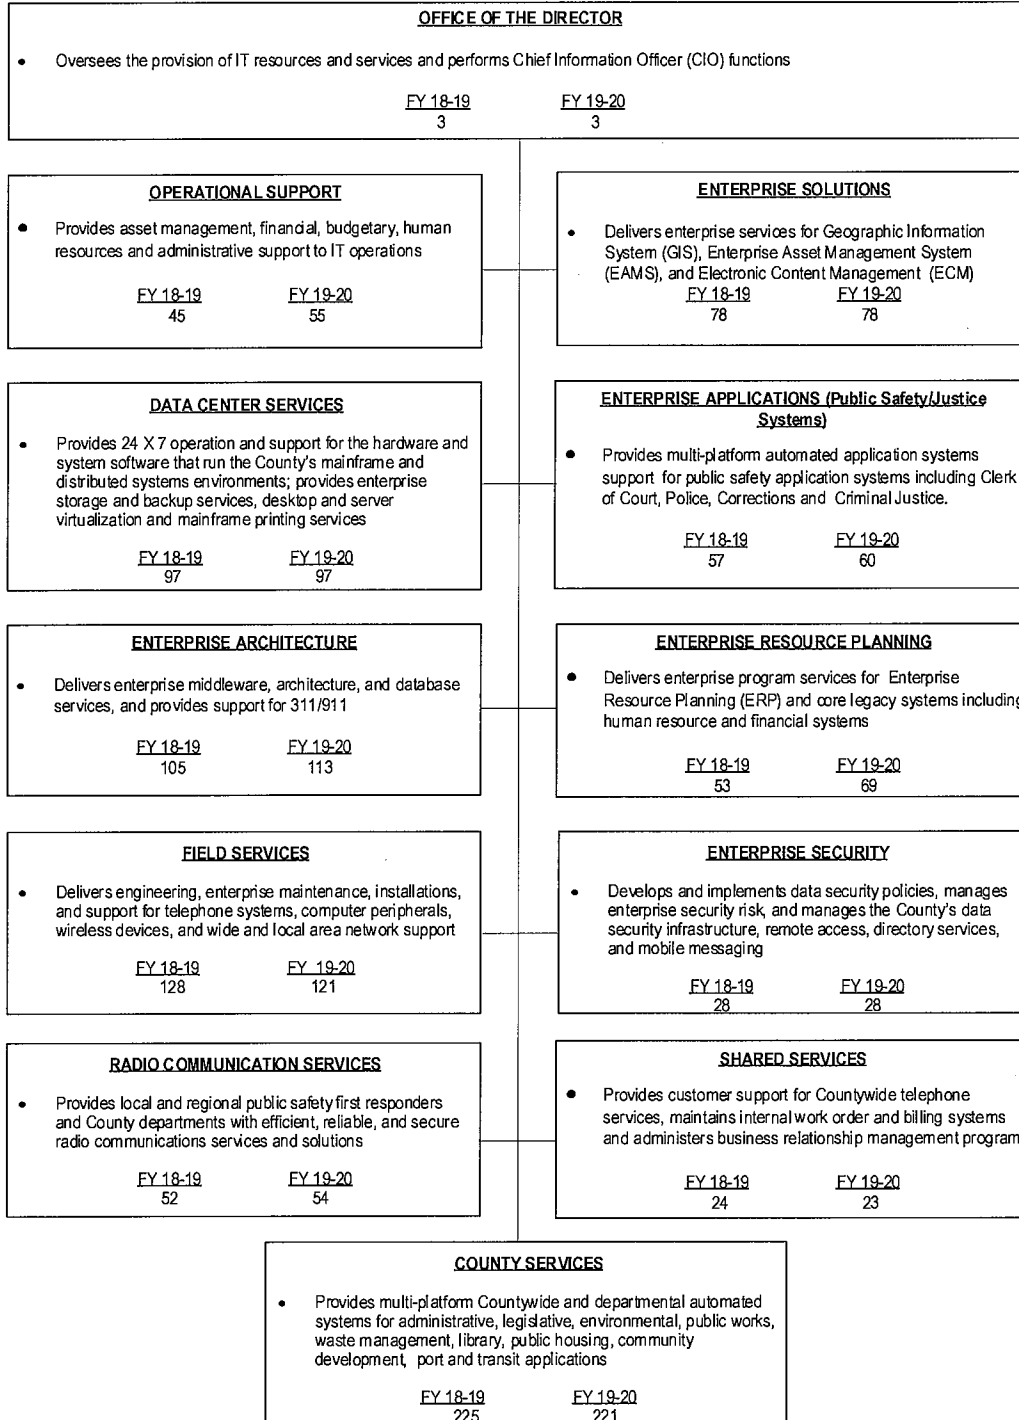 OFFICE OF THE DIRECTOR
• Oversees the provision of IT resources and services and performs Chief Information Officer (CIO) functions
FY 18-19 FY 19-20
3 3
OPERATIONAL SUPPORT
• Provides asset management, financial, budgetary, human
resources and administrative support to IT operations
FY 18-19 FY 19-20
45 55
ENTERPRISE SOLUTIONS
• Delivers enterprise services for Geographic Information
System (GIS), Enterprise Asset Management System
(EAMS), and Electronic Content Management (ECM)
FY 18-19 FY 19-20
78 78
DATA CENTER SERVICES
• Provides 24 X 7 operation and support for the hardware and
system software that run the County's mainframe and
distributed systems environments; provides enterprise
storage and backup services, desktop and server
virtualization and mainframe printing services
FY 18-19 FY 19-20
97 97
ENTERPRISE APPLICATIONS (Public Safety/Justice
Systems)
• Provides multi-platform automated application systems
support for public safety application systems including Clerk
of Court, Police, Corrections and Criminal Justice.
FY 18-19 FY 19-20
57 60
ENTERPRISE ARCHITECTURE
• Delivers enterprise middleware, architecture, and database
services, and provides support for 311/911
FY 18-19 FY 19-20
105 113
ENTERPRISE RESOURCE PLANNING
• Delivers enterprise program services for Enterprise
Resource Planning (ERP) and core legacy systems including
human resource and financial systems
FY 18-19 FY 19-20
53 69
FIELD SERVICES
• Delivers engineering, enterprise maintenance, installations,
and support for telephone systems, computer peripherals,
wireless devices, and wide and local area network support
FY 18-19 FY 19-20
128 121
ENTERPRISE SECURITY
• Develops and implements data security policies, manages
enterprise security risk, and manages the County's data
security infrastructure, remote access, directory services,
and mobile messaging
FY 18-19 FY 19-20
28 28
RADIO COMMUNICATION SERVICES
• Provides local and regional public safety first responders
and County departments with efficient, reliable, and secure
radio communications services and solutions
FY 18-19 FY 19-20
52 54
SHARED SERVICES
• Provides customer support for Countywide telephone
services, maintains internal work order and billing systems
and administers business relationship management program
FY 18-19 FY 19-20
24 23
COUNTY SERVICES
• Provides multi-platform Countywide and departmental automated
systems for administrative, legislative, environmental, public works,
waste management, library, public housing, community
development, port and transit applications
FY 18-19 FY 19-20
225 221